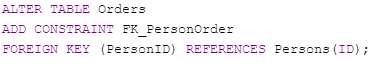 ALTER TABLE Orders
ADD CONSTRAINT FK_PersonOrder
FOREIGN KEY (PersonID) REFERENCES Persons(ID);